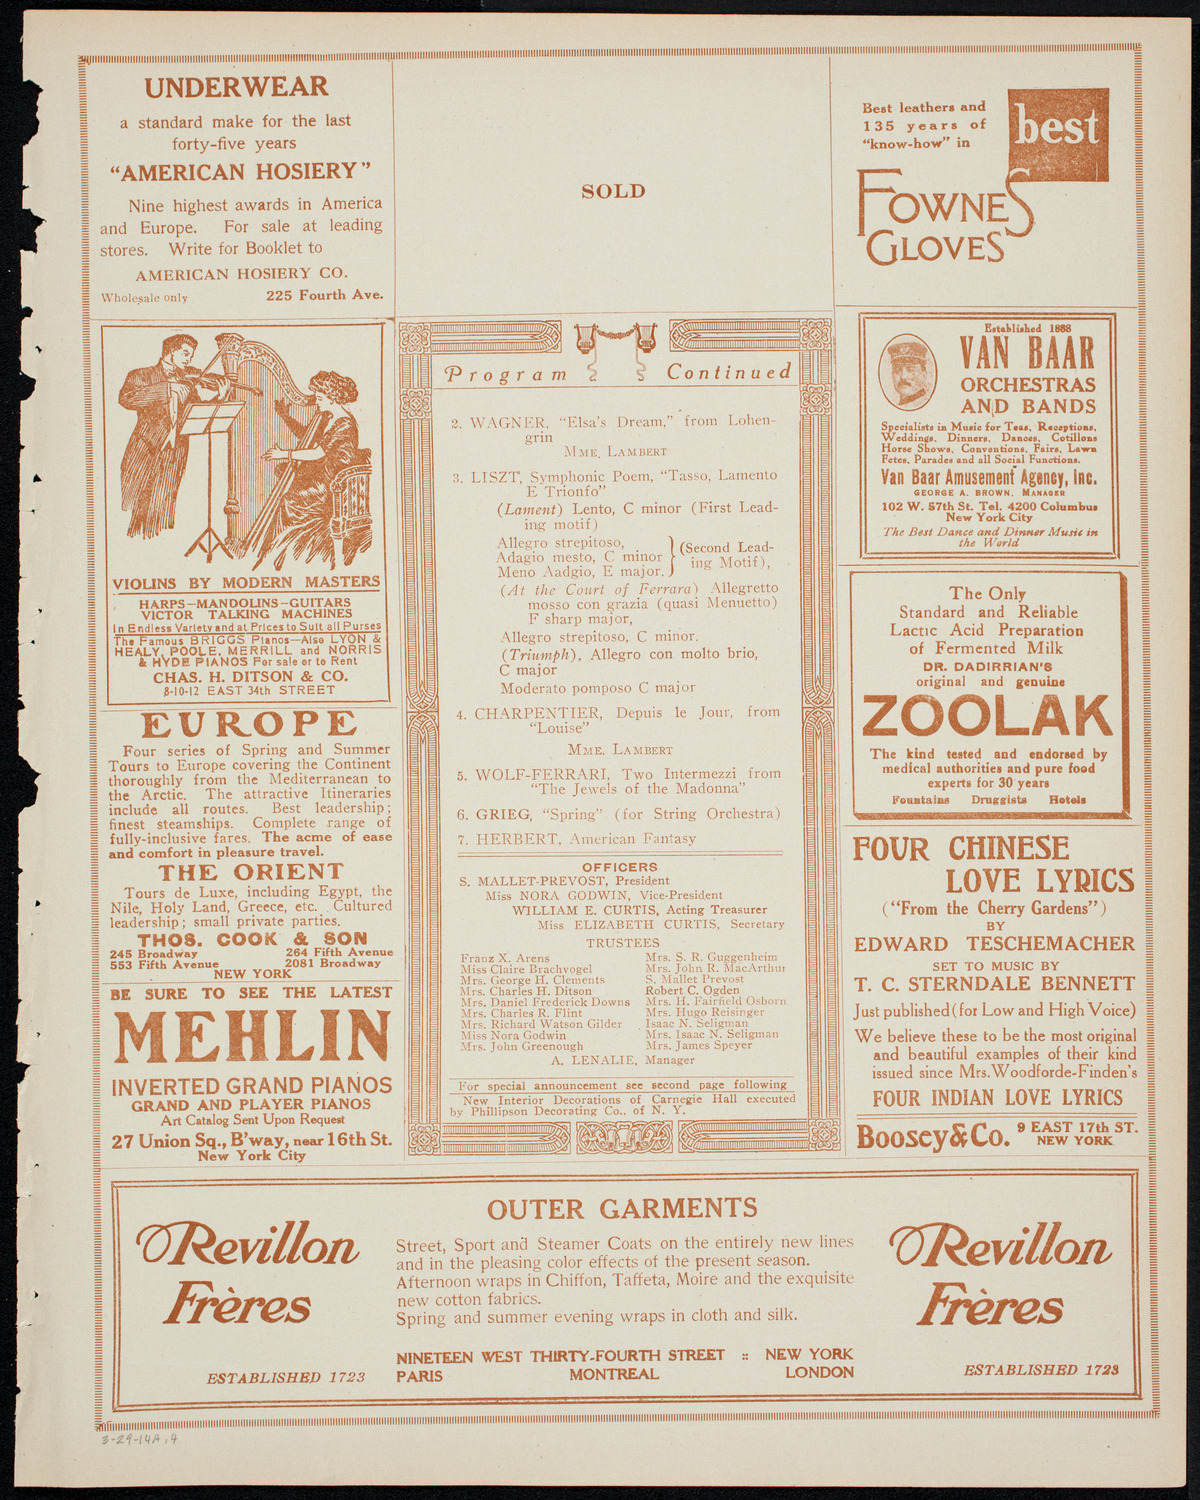 UNDERWEAR
a standard make for the last
forty-five years
“AMERICAN HOSIERY”
Nine highest awards in America
and Europe. For sale at leading
stores. Write for Booklet to
AMERICAN HOSIERY CO.
Wholesale only 225 Fourth Ave.
SOLD
Best leathers and
135 years of
“know-how” in
best
FOWNES
GLOVES
VIOLINS BY MODERN MASTERS
HARPS—MANDOLINS—GUITARS
VICTOR TALKING MACHINES
In Endless Variety and at Prices to Suit all Purses
The Famous BRIGGS Pianos—Also LYON &
HEALY, POOLE, MERRILL and NORRIS
& HYDE PIANOS For sale or to Rent
CHAS. H. DITSON & CO.
8-10-12 EAST 34th STREET
EUROPE
Four series of Spring and Summer
Tours to Europe covering the Continent
thoroughly from the Mediterranean to
the Arctic. The attractive Itineraries
include all routes. Best leadership;
finest steamships. Complete range of
fully-inclusive fares. The acme of ease
and comfort in pleasure travel.
THE ORIENT
Tours de Luxe, including Egypt, the
Nile, Holy Land, Greece, etc. Cultured
leadership; small private parties.
THOS. COOK & SON
245 Broadway 264 Fifth Avenue
553 Fifth Avenue 2081 Broadway
NEW YORK
BE SURE TO SEE THE LATEST
MEHLIN
INVERTED GRAND PIANOS
GRAND AND PLAYER PIANOS
Art Catalog Sent Upon Request
27 Union Sq., B'way, near 16th St.
New York City
Program Continued
2. WAGNER, “Elsa's Dream,” from Lohen-
grin
MME. LAMBERT
3. LISZT, Symphonic Poem, “Tasso, Lamento
E Trionfo”
(Lament) Lento, C minor (First Lead-
ing motif)
Allegro strepitoso,
Adagio mesto, C minor
Meno Aadgio, E major.
} (Second Lead-
ing Motif),
(At the Court of Ferrara) Allegretto
mosso con grazia (quasi Menuetto)
F sharp major,
Allegro strepitoso, C minor.
(Triumph), Allegro con molto brio,
C major
Moderato pomposo C major
4. CHARPENTIER, Depuis le Jour, from
“Louise”
MME. LAMBERT
5. WOLF-FERRARI, Two Intermezzi from
“The Jewels of the Madonna”
6. GRIEG, “Spring” (for String Orchestra)
7. HERBERT, American Fantasy
OFFICERS
S. MALLET-PREVOST, President
Miss NORA GODWIN, Vice-President
WILLIAM E. CURTIS, Acting Treasurer
Miss ELIZABETH CURTIS, Secretary
TRUSTEES
Franz X. Arens Mrs. S. R. Guggenheim
Miss Claire Brachvogel Mrs. John R. MacArthur
Mrs. George H. Clements S. Mallet Prevost
Mrs. Charles H. Ditson Robert C. Ogden
Mrs. Daniel Frederick Downs Mrs. H. Fairfield Osborn
Mrs. Charles R. Flint Mrs. Hugo Reisinger
Mrs. Richard Watson Gilder Isaac N. Seligman
Miss Nora Godwin Mrs. Isaac N. Seligman
Mrs. John Greenough Mrs. James Speyer
A. LENALIE, Manager
For special announcement see second page following
New Interior Decorations of Carnegie Hall executed
by Phillipson Decorating Co., of N. Y.
Established 1888
VAN BAAR
ORCHESTRAS
AND BANDS
Specialists in Music for Teas, Receptions,
Weddings, Dinners, Dances, Cotillons
Horse Shows, Conventions, Fairs, Lawn
Fetes, Parades and all Social Functions.
Van Baar Amusement Agency, Inc.
GEORGE A. BROWN, MANAGER
102 W. 57th St. Tel. 4200 Columbus
New York City
The Best Dance and Dinner Music in
the World
The Only
Standard and Reliable
Lactic Acid Preparation
of Fermented Milk
DR. DADIRRIAN'S
original and genuine
ZOOLAK
The kind tested and endorsed by
medical authorities and pure food
experts for 30 years
Fountains Druggists Hotels
FOUR CHINESE
LOVE LYRICS
(“From the Cherry Gardens”)
BY
EDWARD TESCHEMACHER
SET TO MUSIC BY
T. C. STERNDALE BENNETT
Just published (for Low and High Voice)
We believe these to be the most original
and beautiful examples of their kind
issued since Mrs. Woodforde-Finden's
FOUR INDIAN LOVE LYRICS
Boosey & Co. 9 EAST 17th ST.
NEW YORK
Revillon
Frères
ESTABLISHED 1723
OUTER GARMENTS
Street, Sport and Steamer Coats on the entirely new lines
and in the pleasing color effects of the present season.
Afternoon wraps in Chiffon, Taffeta, Moire and the exquisite
new cotton fabrics.
Spring and summer evening wraps in cloth and silk.
NINETEEN WEST THIRTY-FOURTH STREET :: NEW YORK
PARIS MONTREAL LONDON
Revillon
Frères
ESTABLISHED 1723
3-29-14A,4